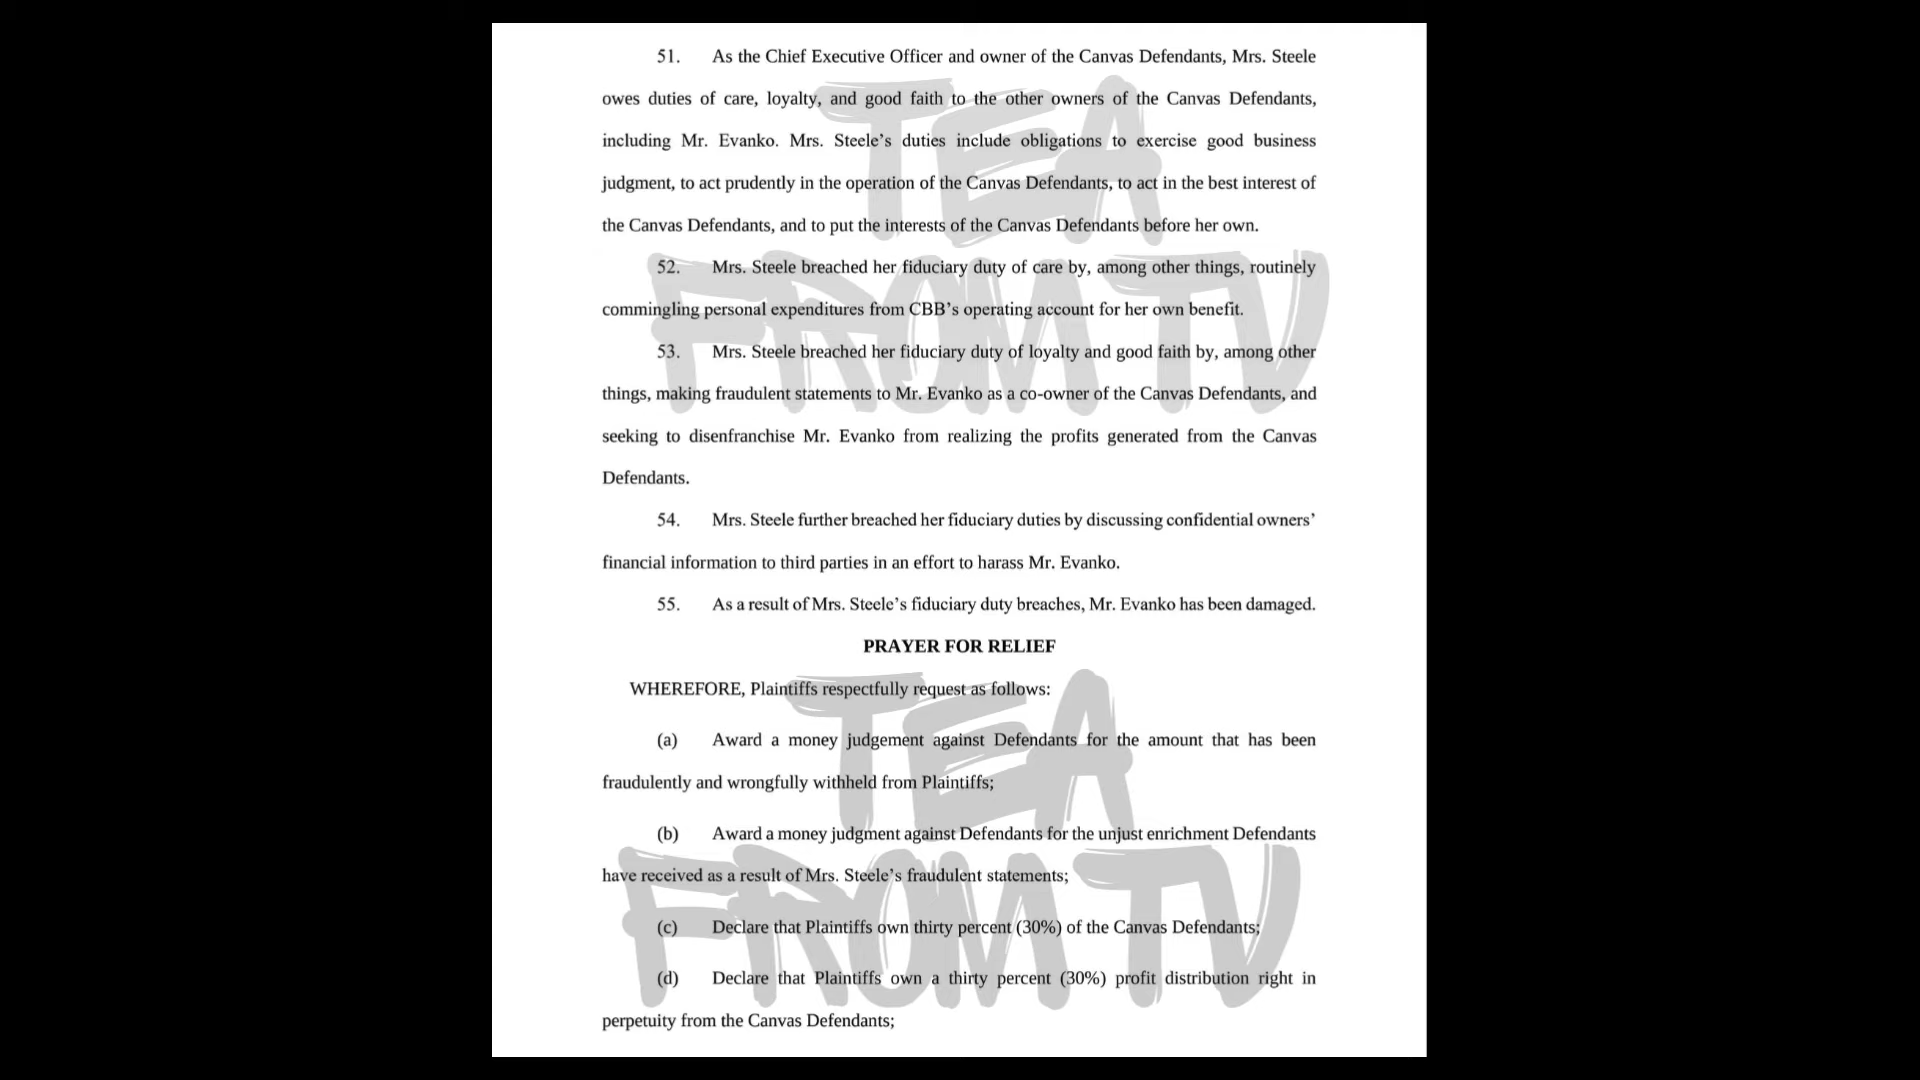 51. As the Chief Executive Officer and owner of the Canvas Defendants, Mrs. Steele
owes duties of care, loyalty, and good faith to the other owners of the Canvas Defendants,
including Mr. Evanko. Mrs. Steele’s duties include obligations to exercise good business
judgment, to act prudently in the operation of the Canvas Defendants, to act in the best interest of
the Canvas Defendants, and to put the interests of the Canvas Defendants before her own.
52. Mrs. Steele breached her fiduciary duty of care by, among other things, routinely
commingling personal expenditures from CBB’s operating account for her own benefit.
53. Mrs. Steele breached her fiduciary duty of loyalty and good faith by, among other
things, making fraudulent statements to Mr. Evanko as a co-owner of the Canvas Defendants, and
seeking to disenfranchise Mr. Evanko from realizing the profits generated from the Canvas
Defendants.
54. Mrs. Steele further breached her fiduciary duties by discussing confidential owners’
financial information to third parties in an effort to harass Mr. Evanko.
55. As a result of Mrs. Steele’s fiduciary duty breaches, Mr. Evanko has been damaged.
PRAYER FOR RELIEF
WHEREFORE, Plaintiffs respectfully request as follows:
(a) Award a money judgement against Defendants for the amount that has been
fraudulently and wrongfully withheld from Plaintiffs;
(b) Award a money judgment against Defendants for the unjust enrichment Defendants
have received as a result of Mrs. Steele’s fraudulent statements;
(c) Declare that Plaintiffs own thirty percent (30%) of the Canvas Defendants;
(d) Declare that Plaintiffs own a thirty percent (30%) profit distribution right in
perpetuity from the Canvas Defendants;
TEA
FROM TV
TEA
FROM TV